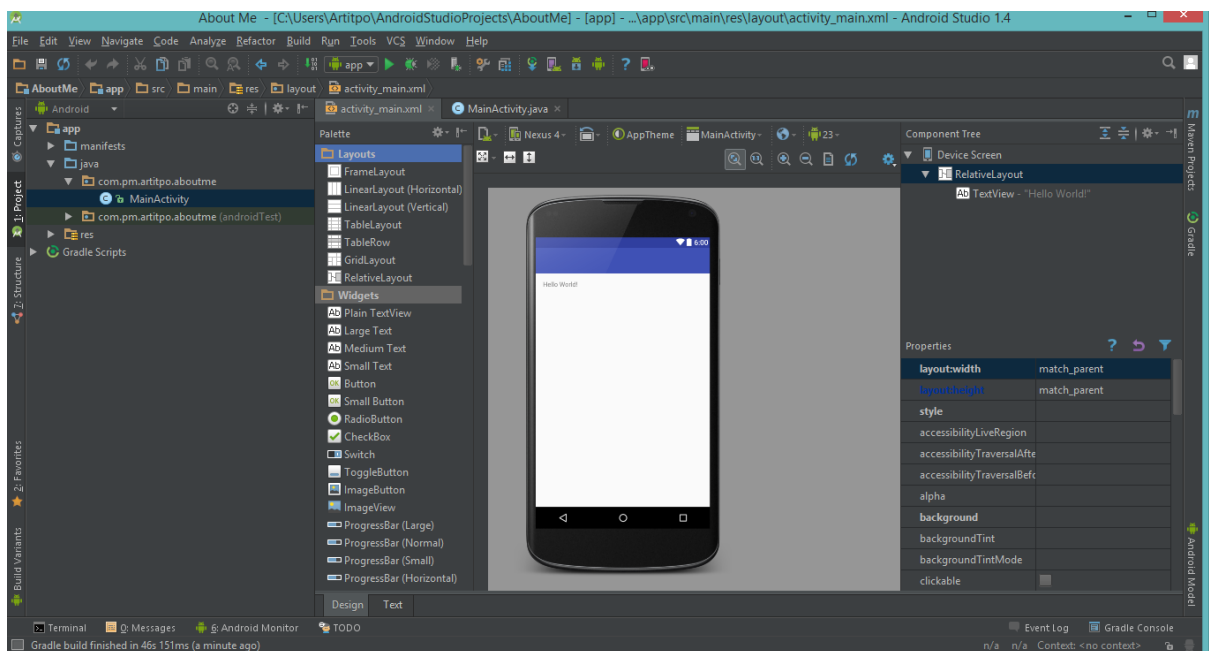 About Me - [C:\Users\Artitpo\AndroidStudioProjects\AboutMe] - [app] - ...\app\src\main\res\layout\activity_main.xml - Android Studio 1.4
File Edit View Navigate Code Analyze Refactor Build Run Tools VCS Window Help
app
AboutMe app src main res layout activity_main.xml
Android
activity_main.xml MainActivity.java
app
manifests
java
com.pm.artitpo.aboutme
MainActivity
com.pm.artitpo.aboutme (androidTest)
res
Gradle Scripts
Captures
1: Project
7: Structure
2: Favorites
Build Variants
Palette
Layouts
FrameLayout
LinearLayout (Horizontal)
LinearLayout (Vertical)
TableLayout
TableRow
GridLayout
RelativeLayout
Widgets
Ab Plain TextView
Ab Large Text
Ab Medium Text
Ab Small Text
OK Button
OK Small Button
RadioButton
CheckBox
Switch
ToggleButton
ImageButton
ImageView
ProgressBar (Large)
ProgressBar (Normal)
ProgressBar (Small)
ProgressBar (Horizontal)
Nexus 4 AppTheme MainActivity 23
6:00
Hello World!
Design Text
Component Tree
Device Screen
RelativeLayout
Ab TextView - "Hello World!"
Properties
layout:width match_parent
layout:height match_parent
style
accessibilityLiveRegion
accessibilityTraversalAfte
accessibilityTraversalBefo
alpha
background
backgroundTint
backgroundTintMode
clickable
m
Maven Projects
Gradle
Android Model
Terminal 0: Messages 6: Android Monitor TODO
Event Log Gradle Console
Gradle build finished in 46s 151ms (a minute ago)
n/a n/a Context: <no context>